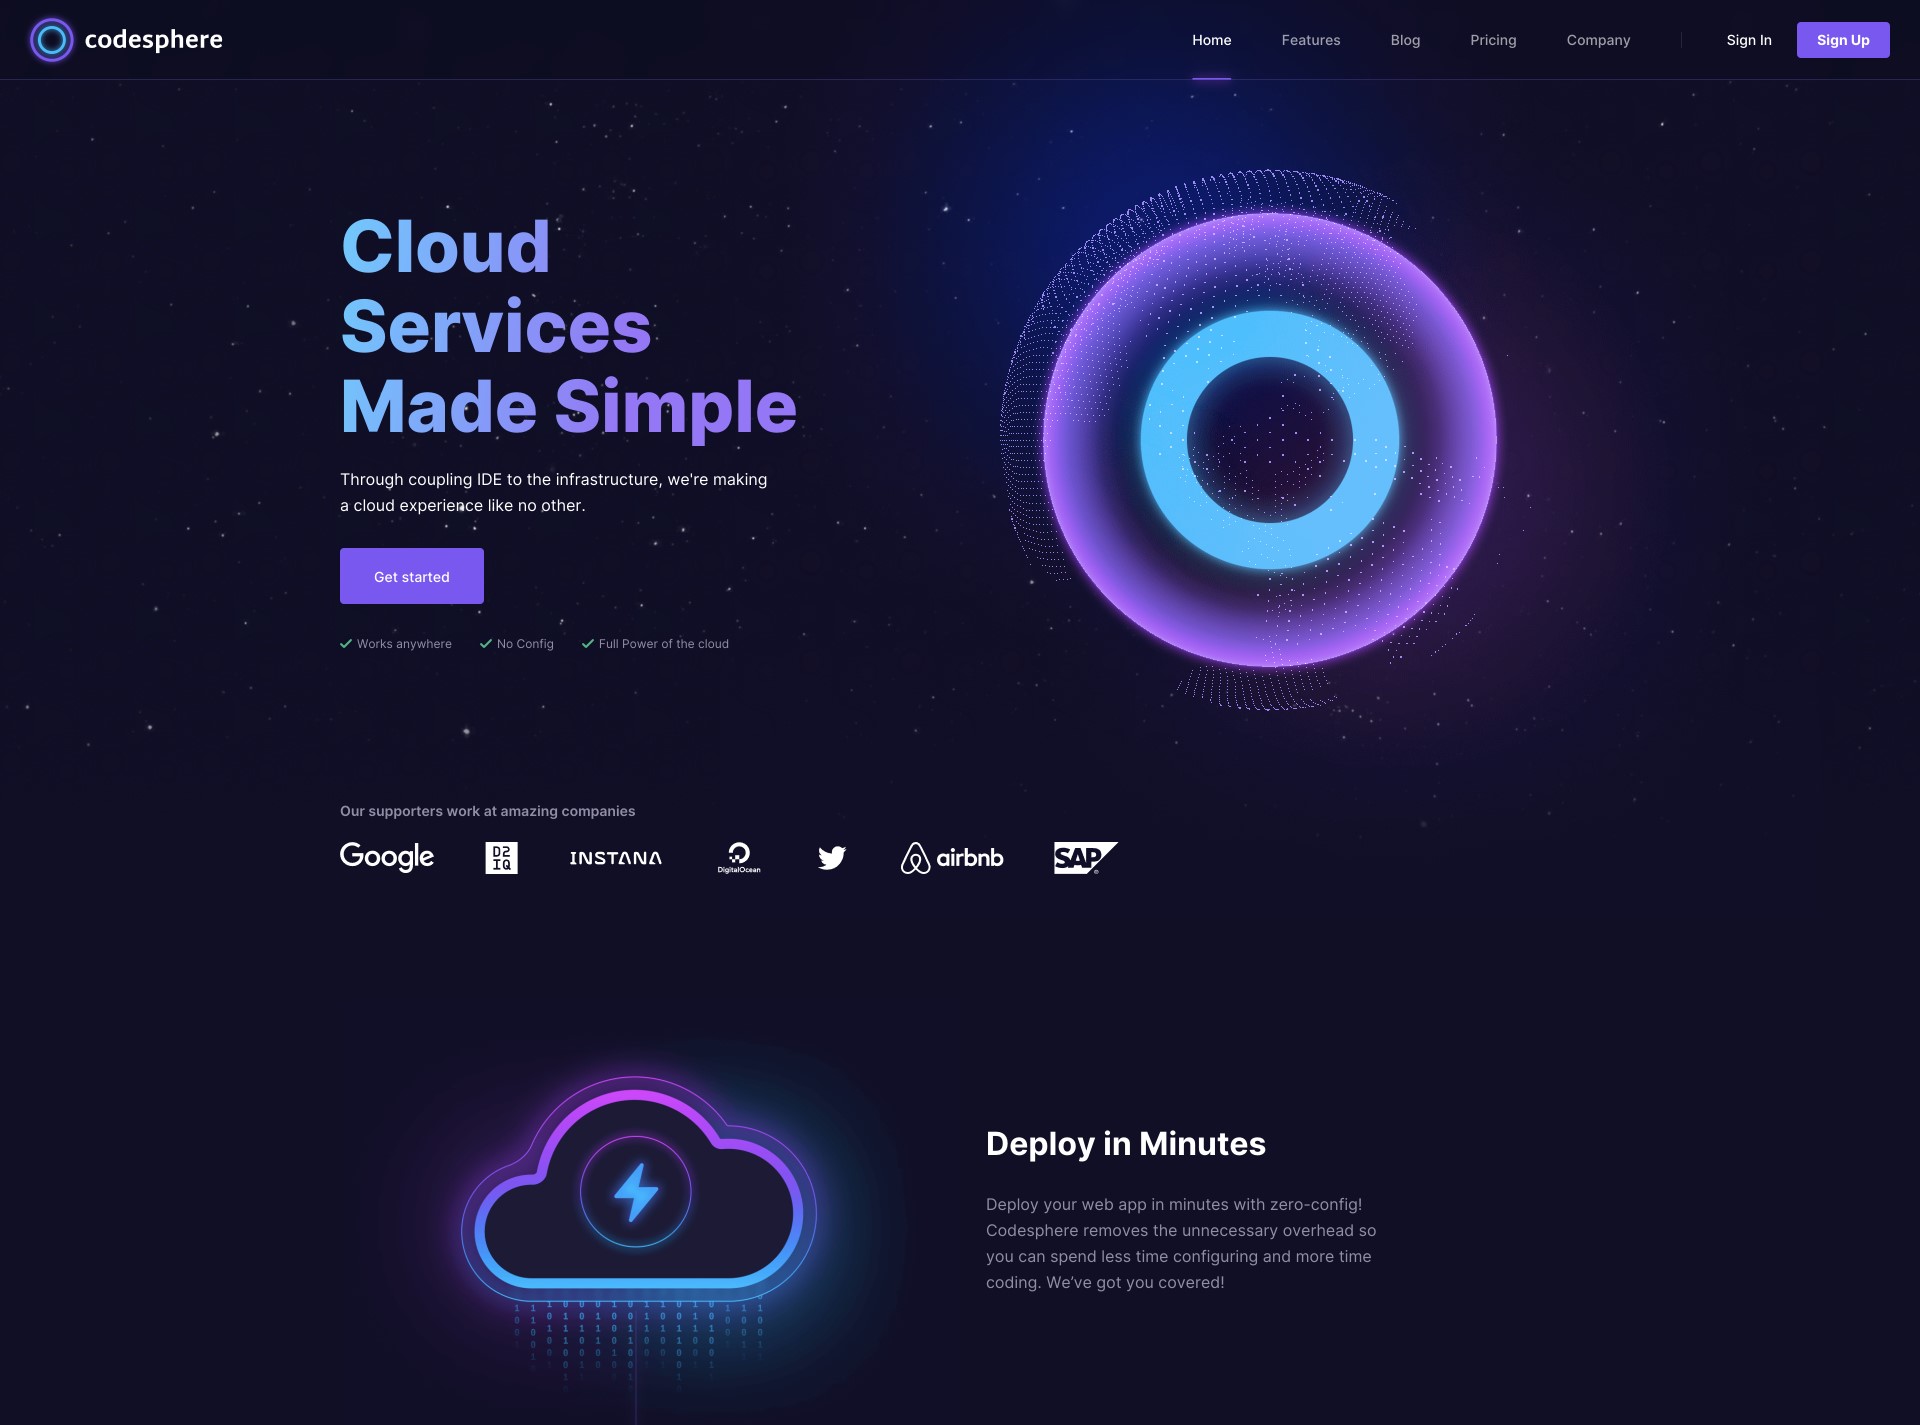 codesphere
Home
Features
Blog
Pricing
Company
Sign In
Sign Up
Cloud
Services
Made Simple
Through coupling IDE to the infrastructure, we're making
a cloud experience like no other.
Get started
Works anywhere
No Config
Full Power of the cloud
Our supporters work at amazing companies
Google
D2
IQ
INSTANA
DigitalOcean
airbnb
SAP®
Deploy in Minutes
Deploy your web app in minutes with zero-config!
Codesphere removes the unnecessary overhead so
you can spend less time configuring and more time
coding. We’ve got you covered!